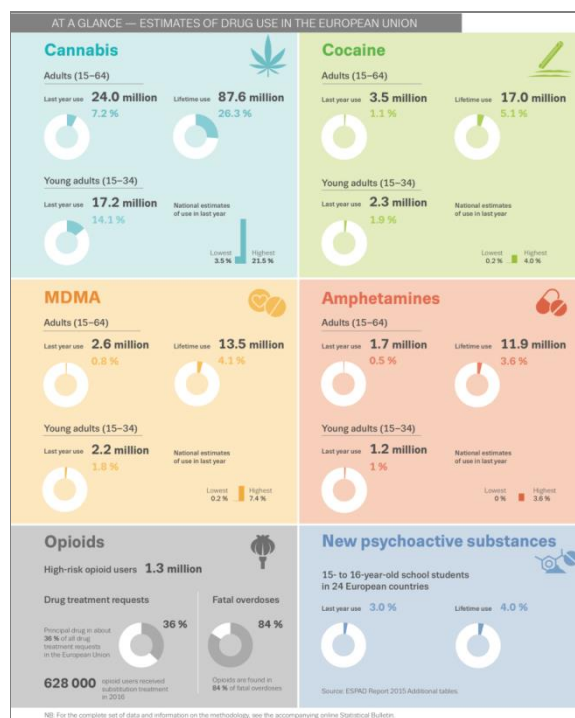 AT A GLANCE — ESTIMATES OF DRUG USE IN THE EUROPEAN UNION
Cannabis
Adults (15–64)
Last year use 24.0 million
7.2 %
Lifetime use 87.6 million
26.3 %
Young adults (15–34)
Last year use 17.2 million
14.1 %
National estimates
of use in last year
Lowest
3.5 %
Highest
21.5 %
Cocaine
Adults (15–64)
Last year use 3.5 million
1.1 %
Lifetime use 17.0 million
5.1 %
Young adults (15–34)
Last year use 2.3 million
1.9 %
National estimates
of use in last year
Lowest
0.2 %
Highest
4.0 %
MDMA
Adults (15–64)
Last year use 2.6 million
0.8 %
Lifetime use 13.5 million
4.1 %
Young adults (15–34)
Last year use 2.2 million
1.8 %
National estimates
of use in last year
Lowest
0.2 %
Highest
7.4 %
Amphetamines
Adults (15–64)
Last year use 1.7 million
0.5 %
Lifetime use 11.9 million
3.6 %
Young adults (15–34)
Last year use 1.2 million
1 %
National estimates
of use in last year
Lowest
0 %
Highest
3.6 %
Opioids
High-risk opioid users 1.3 million
Drug treatment requests
Principal drug in about
36 % of all drug
treatment requests
in the European Union
36 %
628 000
opioid users received
substitution treatment
in 2016
Fatal overdoses
84 %
Opioids are found in
84 % of fatal overdoses
New psychoactive substances
15- to 16-year-old school students
in 24 European countries
Last year use 3.0 %
Lifetime use 4.0 %
Source: ESPAD Report 2015 Additional tables.
NB: For the complete set of data and information on the methodology, see the accompanying online Statistical Bulletin.